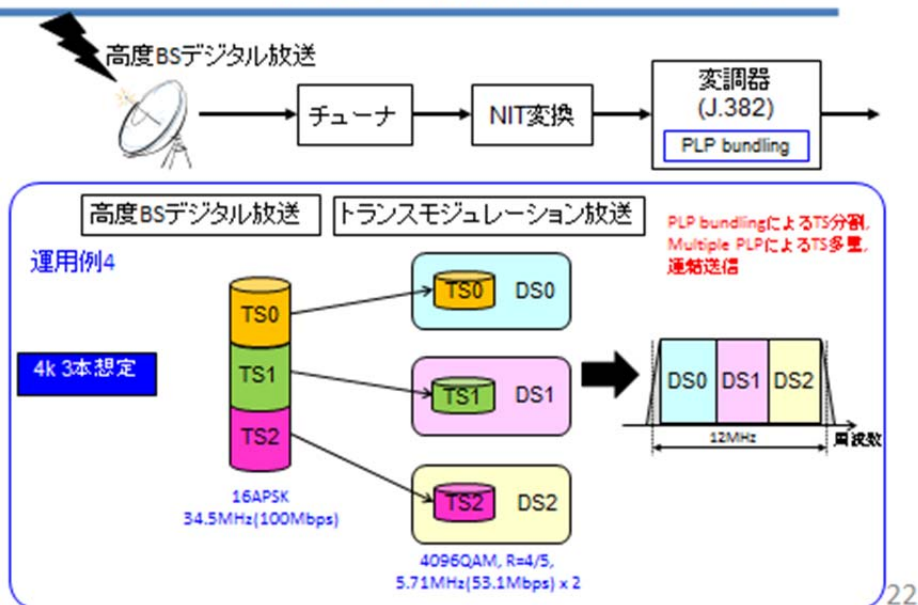 高度BSデジタル放送
チューナ
NIT変換
変調器
(J.382)
PLP bundling
高度BSデジタル放送
トランスモジュレーション放送
運用例4
PLP bundlingによるTS分割,
Multiple PLPによるTS多重,
連結送信
4k 3本想定
TS0
TS1
TS2
TS0 DS0
TS1 DS1
TS2 DS2
DS0 DS1 DS2
12MHz
周波数
16APSK
34.5MHz(100Mbps)
4096QAM, R=4/5,
5.71MHz(53.1Mbps) x 2
22